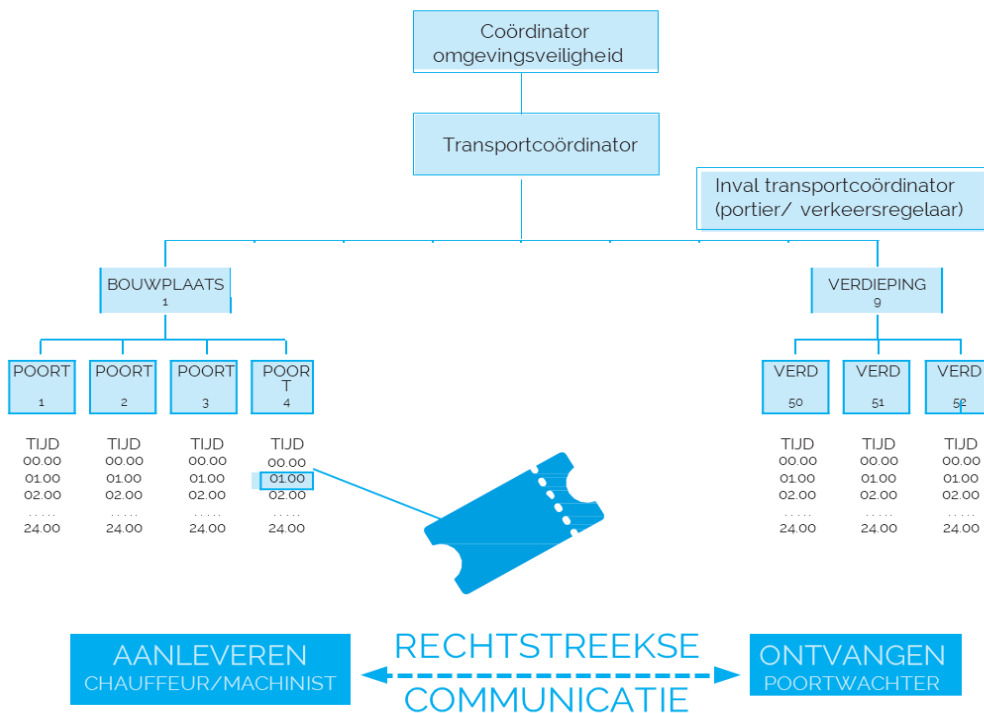 Coördinator
omgevingsveiligheid
Transportcoördinator
Inval transportcoördinator
(portier/ verkeersregelaar)
BOUWPLAATS
1
VERDIEPING
9
POORT
1
POORT
2
POORT
3
POOR
T
4
VERD
50
VERD
51
VERD
52
TIJD
00.00
01.00
02.00
.....
24.00
TIJD
00.00
01.00
02.00
.....
24.00
TIJD
00.00
01.00
02.00
.....
24.00
TIJD
00.00
01.00
02.00
.....
24.00
TIJD
00.00
01.00
02.00
.....
24.00
TIJD
00.00
01.00
02.00
.....
24.00
TIJD
00.00
01.00
02.00
.....
24.00
AANLEVEREN
CHAUFFEUR/MACHINIST
RECHTSTREEKSE
COMMUNICATIE
ONTVANGEN
POORTWACHTER